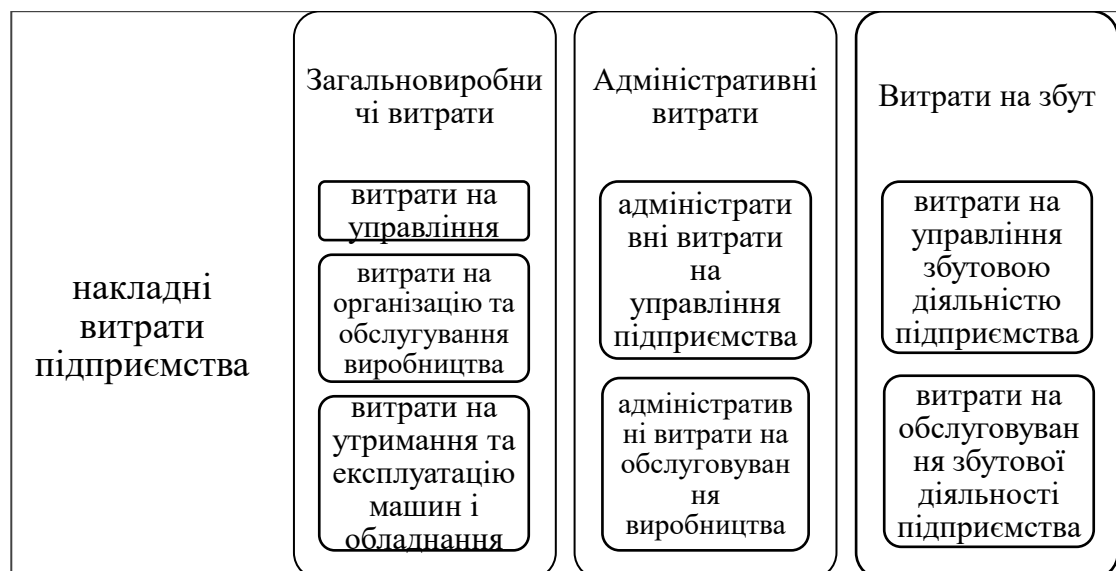 накладні
витрати
підприємства
Загальновиробни
чі витрати
витрати на
управління
витрати на
організацію та
обслугування
виробництва
витрати на
утримання та
експлуатацію
машин і
обладнання
Адміністративні
витрати
адміністрати
вні витрати
на
управління
підприємства
адміністратив
ні витрати на
обслуговуван
ня
виробництва
Витрати на збут
витрати на
управління
збутовою
діяльністю
підприємства
витрати на
обслуговуван
ня збутової
діяльності
підприємства